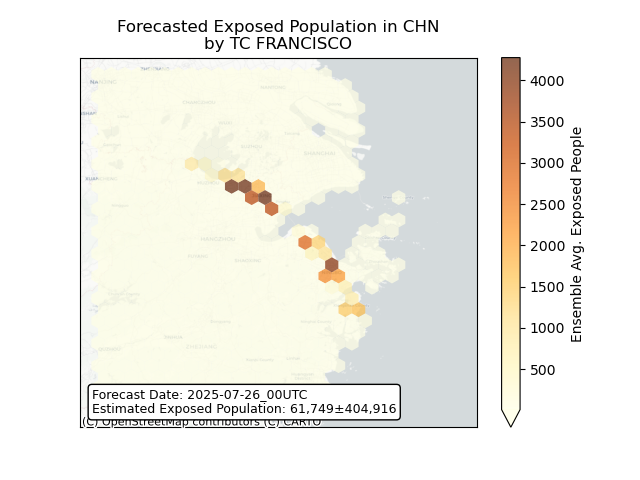 Forecasted Exposed Population in CHN
by TC FRANCISCO
4000
3500
3000
2500
2000
1500
1000
500
Ensemble Avg. Exposed People
Forecast Date: 2025-07-26_00UTC
Estimated Exposed Population: 61,749±404,916
(C) OpenStreetMap contributors (C) CARTO